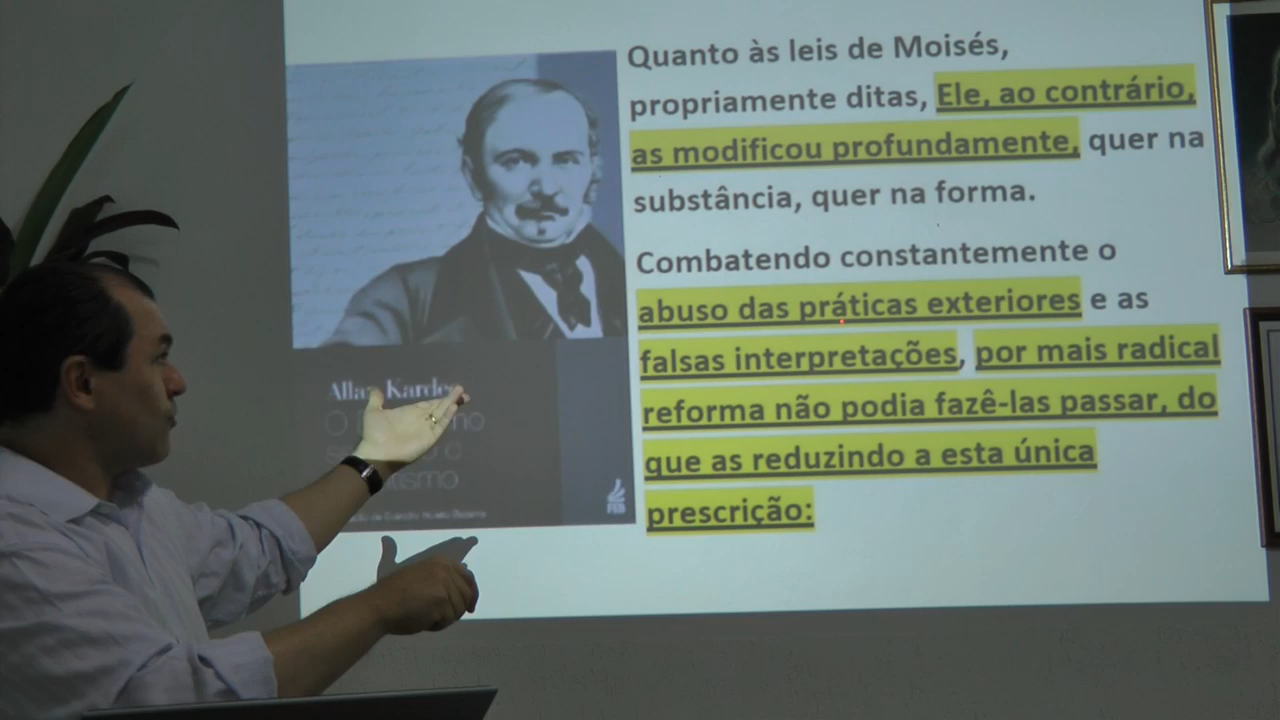 Quanto às leis de Moisés,
propriamente ditas, Ele, ao contrário,
as modificou profundamente, quer na
substância, quer na forma.
Combatendo constantemente o
abuso das práticas exteriores e as
falsas interpretações, por mais radical
reforma não podia fazê-las passar, do
que as reduzindo a esta única
prescrição:
Allan Kardec
O
FEB